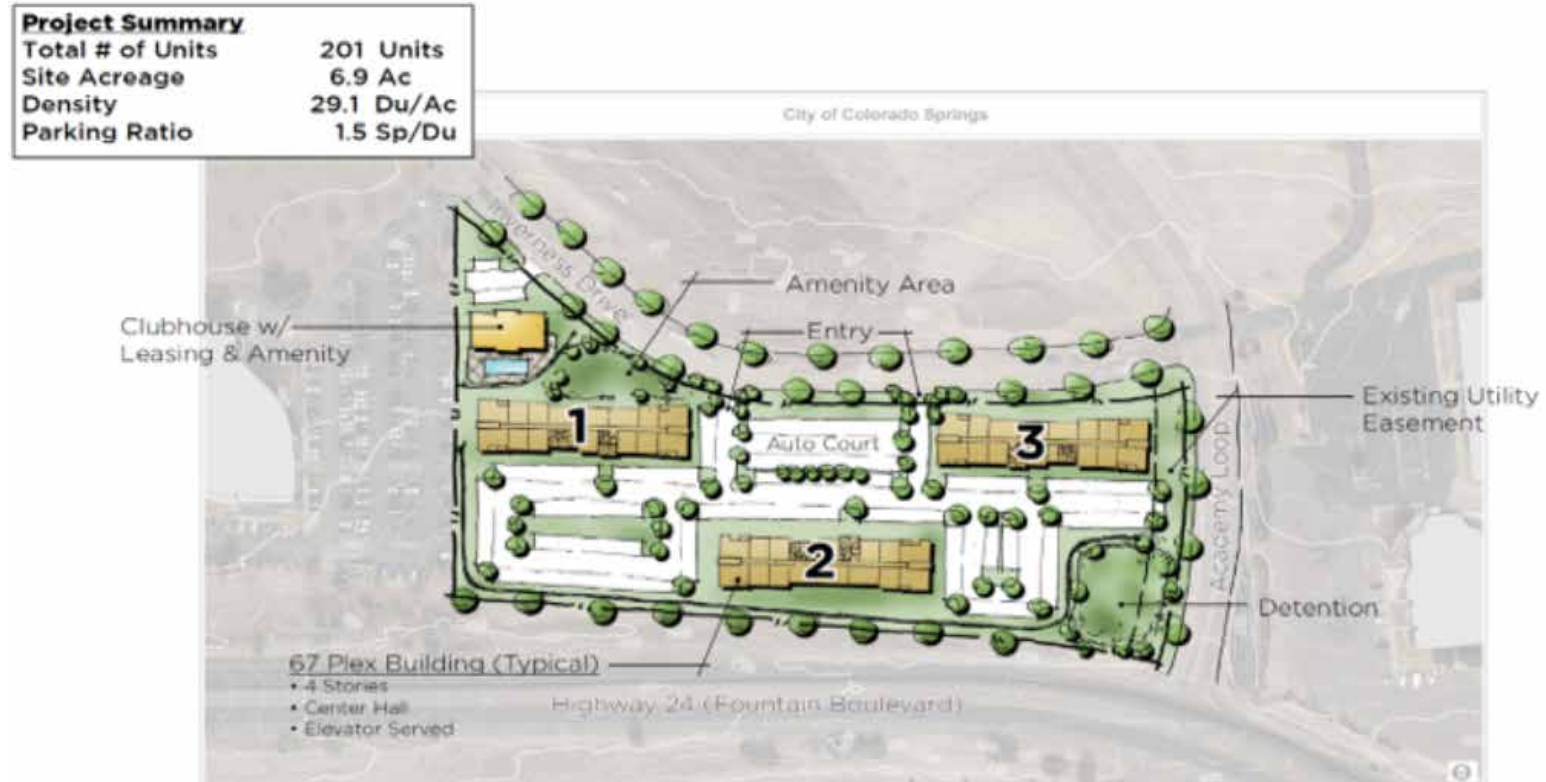 Project Summary
Total # of Units 201 Units
Site Acreage 6.9 Ac
Density 29.1 Du/Ac
Parking Ratio 1.5 Sp/Du
City of Colorado Springs
Inverness Drive
Amenity Area
Clubhouse w/
Leasing & Amenity
Entry
Existing Utility
Easement
1
Auto Court
3
2
Academy Loop
Detention
67 Plex Building (Typical)
• 4 Stories
• Center Hall
• Elevator Served
Highway 24 (Fountain Boulevard)